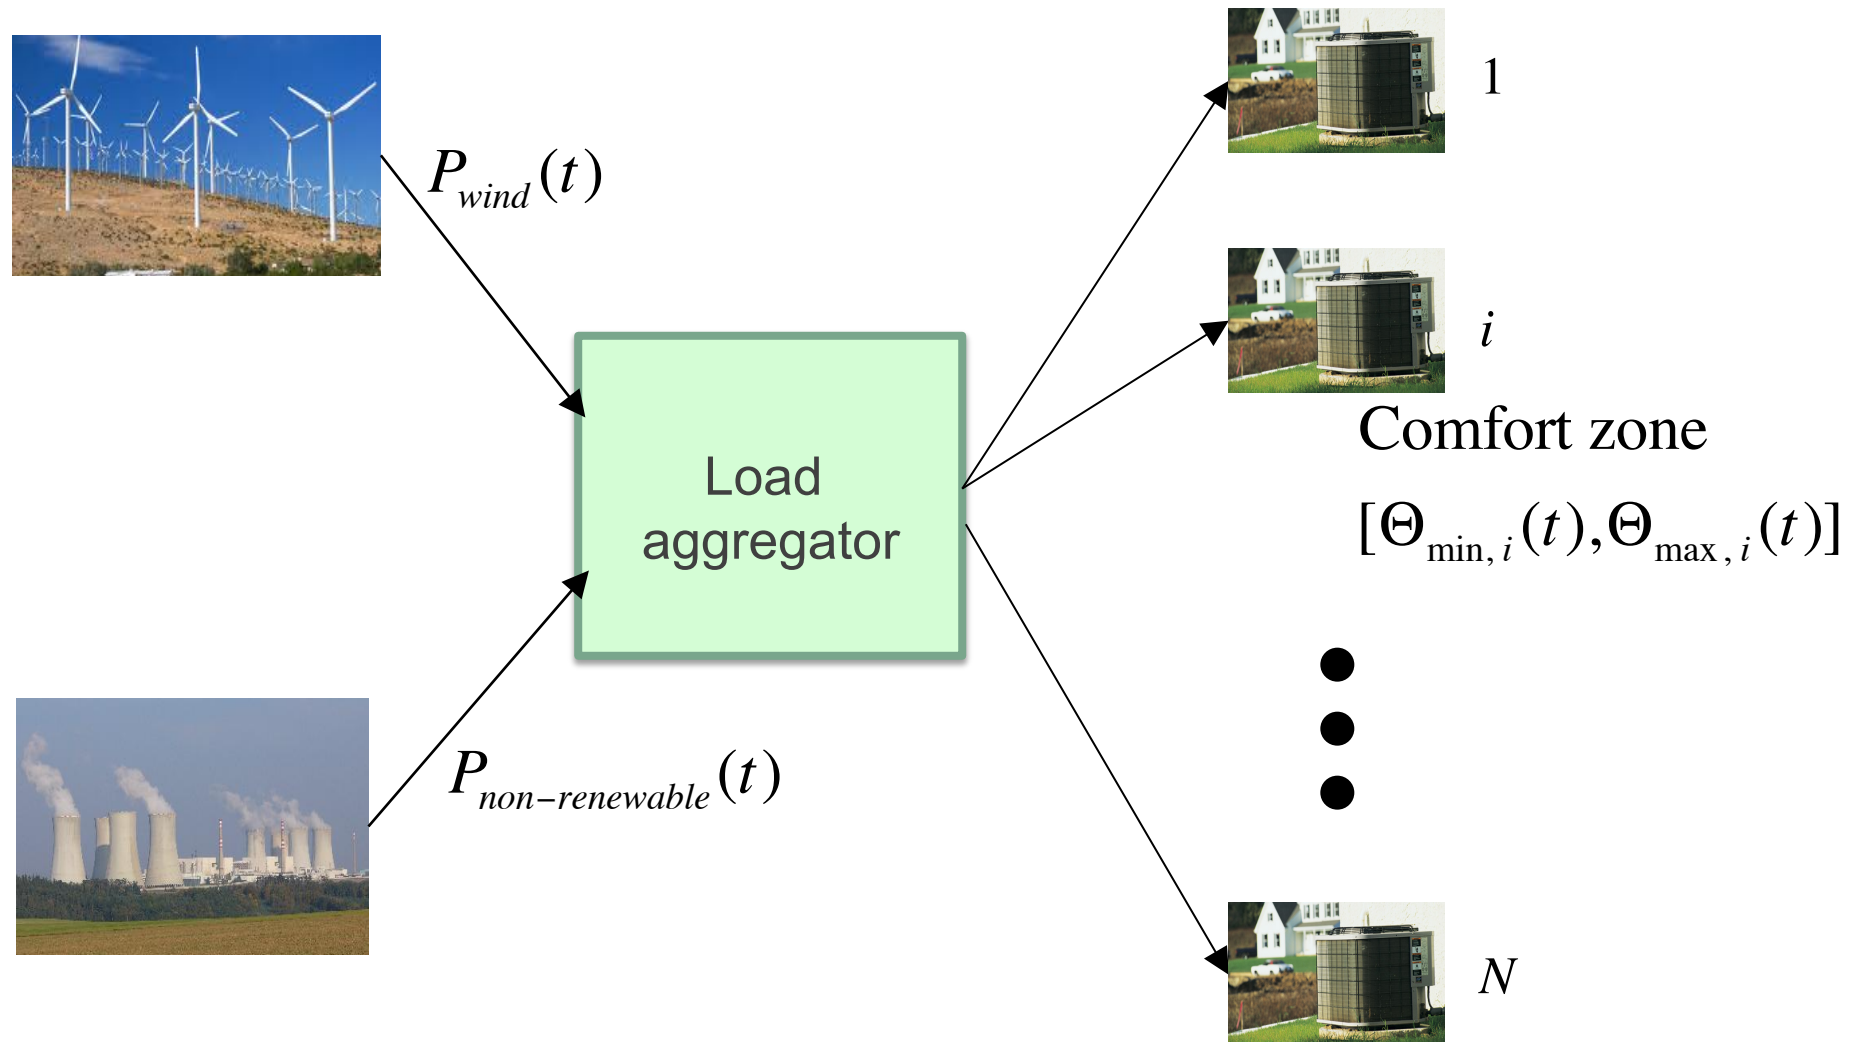 1
P_wind(t)
i
Comfort zone
[Θ_min, i(t),Θ_max, i(t)]
Load
aggregator
P_non−renewable(t)
N